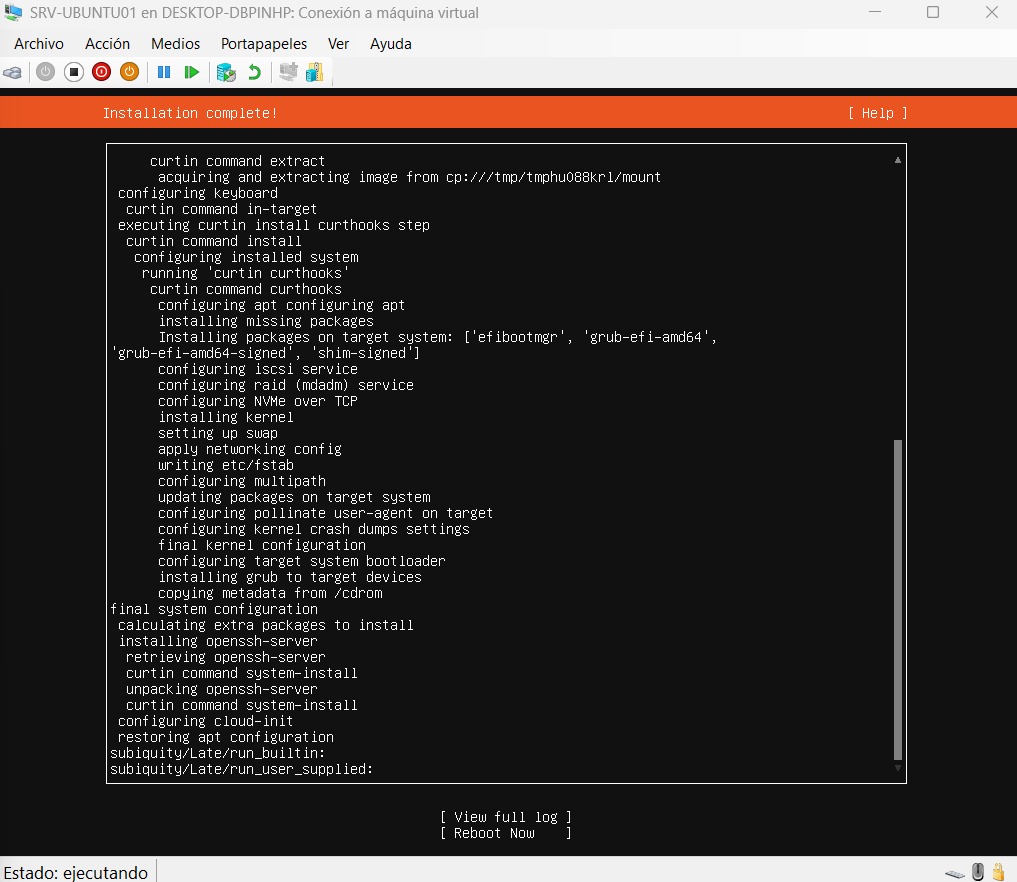 SRV-UBUNTU01 en DESKTOP-DBPINHP: Conexión a máquina virtual
Archivo Acción Medios Portapapeles Ver Ayuda
Installation complete! [ Help ]
curtin command extract
acquiring and extracting image from cp:///tmp/tmphu088krl/mount
configuring keyboard
curtin command in-target
executing curtin install curthooks step
curtin command install
configuring installed system
running 'curtin curthooks'
curtin command curthooks
configuring apt configuring apt
installing missing packages
Installing packages on target system: ['efibootmgr', 'grub-efi-amd64',
'grub-efi-amd64-signed', 'shim-signed']
configuring iscsi service
configuring raid (mdadm) service
configuring NVMe over TCP
installing kernel
setting up swap
apply networking config
writing etc/fstab
configuring multipath
updating packages on target system
configuring pollinate user-agent on target
configuring kernel crash dumps settings
final kernel configuration
configuring target system bootloader
installing grub to target devices
copying metadata from /cdrom
final system configuration
calculating extra packages to install
installing openssh-server
retrieving openssh-server
curtin command system-install
unpacking openssh-server
curtin command system-install
configuring cloud-init
restoring apt configuration
subiquity/Late/run_builtin:
subiquity/Late/run_user_supplied:
[ View full log ]
[ Reboot Now ]
Estado: ejecutando